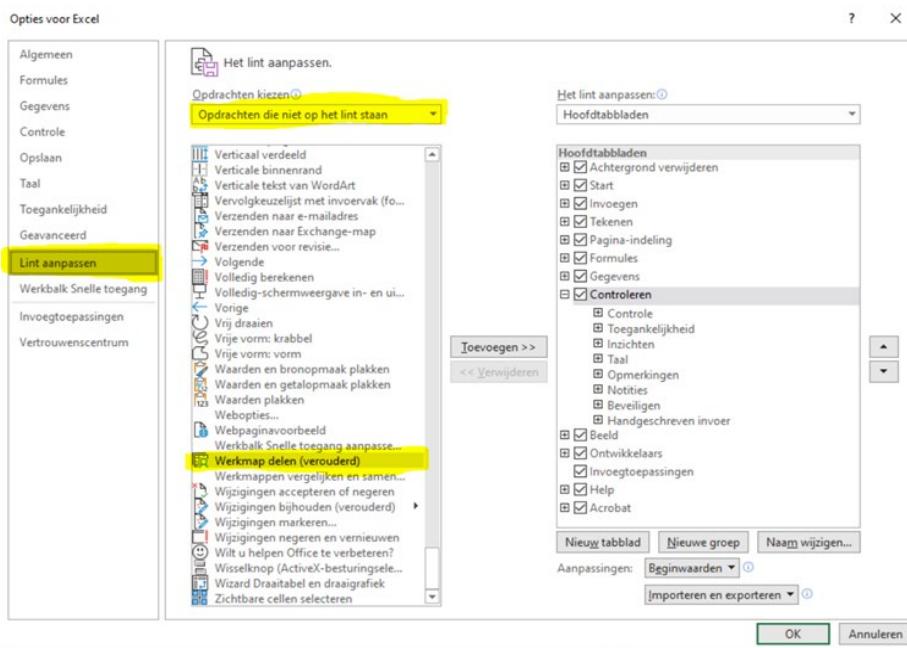 Opties voor Excel
?
Algemeen
Formules
Gegevens
Controle
Opslaan
Taal
Toegankelijkheid
Geavanceerd
Lint aanpassen
Werkbalk Snelle toegang
Invoegtoepassingen
Vertrouwenscentrum
Het lint aanpassen.
Opdrachten kiezen
Opdrachten die niet op het lint staan
Verticaal verdeeld
Verticale binnenrand
Verticale tekst van WordArt
Vervolgkeuzelijst met invoervak (fo...
Verzenden naar e-mailadres
Verzenden naar Exchange-map
Verzenden voor revisie...
Volgende
Volledig berekenen
Volledig-schermweergave in- en ui...
Vorige
Vrij draaien
Vrije vorm: krabbel
Vrije vorm: vorm
Waarden en bronopmaak plakken
Waarden en getalopmaak plakken
Waarden plakken
Webopties...
Webpaginavoorbeeld
Werkbalk Snelle toegang aanpasse...
Werkmap delen (verouderd)
Werkmappen vergelijken en samen...
Wijzigingen accepteren of negeren
Wijzigingen bijhouden (verouderd)
Wijzigingen markeren...
Wijzigingen negeren en vernieuwen
Wilt u helpen Office te verbeteren?
Wisselknop (ActiveX-besturingsele...
Wizard Draaitabel en draaigrafiek
Zichtbare cellen selecteren
Toevoegen >>
<< Verwijderen
Het lint aanpassen:
Hoofdtabbladen
Hoofdtabbladen
Achtergrond verwijderen
Start
Invoegen
Tekenen
Pagina-indeling
Formules
Gegevens
Controleren
Controle
Toegankelijkheid
Inzichten
Taal
Opmerkingen
Notities
Beveiligen
Handgeschreven invoer
Beeld
Ontwikkelaars
Invoegtoepassingen
Help
Acrobat
Nieuw tabblad
Nieuwe groep
Naam wijzigen...
Aanpassingen:
Beginwaarden
Importeren en exporteren
OK
Annuleren